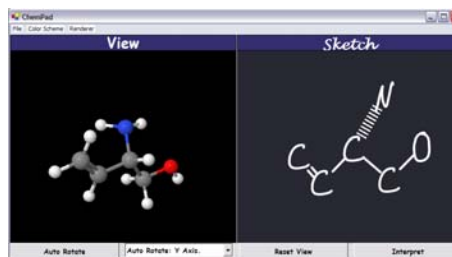 ChemPad
File Color Scheme Renderer
View Sketch
N
C C O
C C
Auto Rotate Auto Rotate: Y Axis. Reset View Interpret